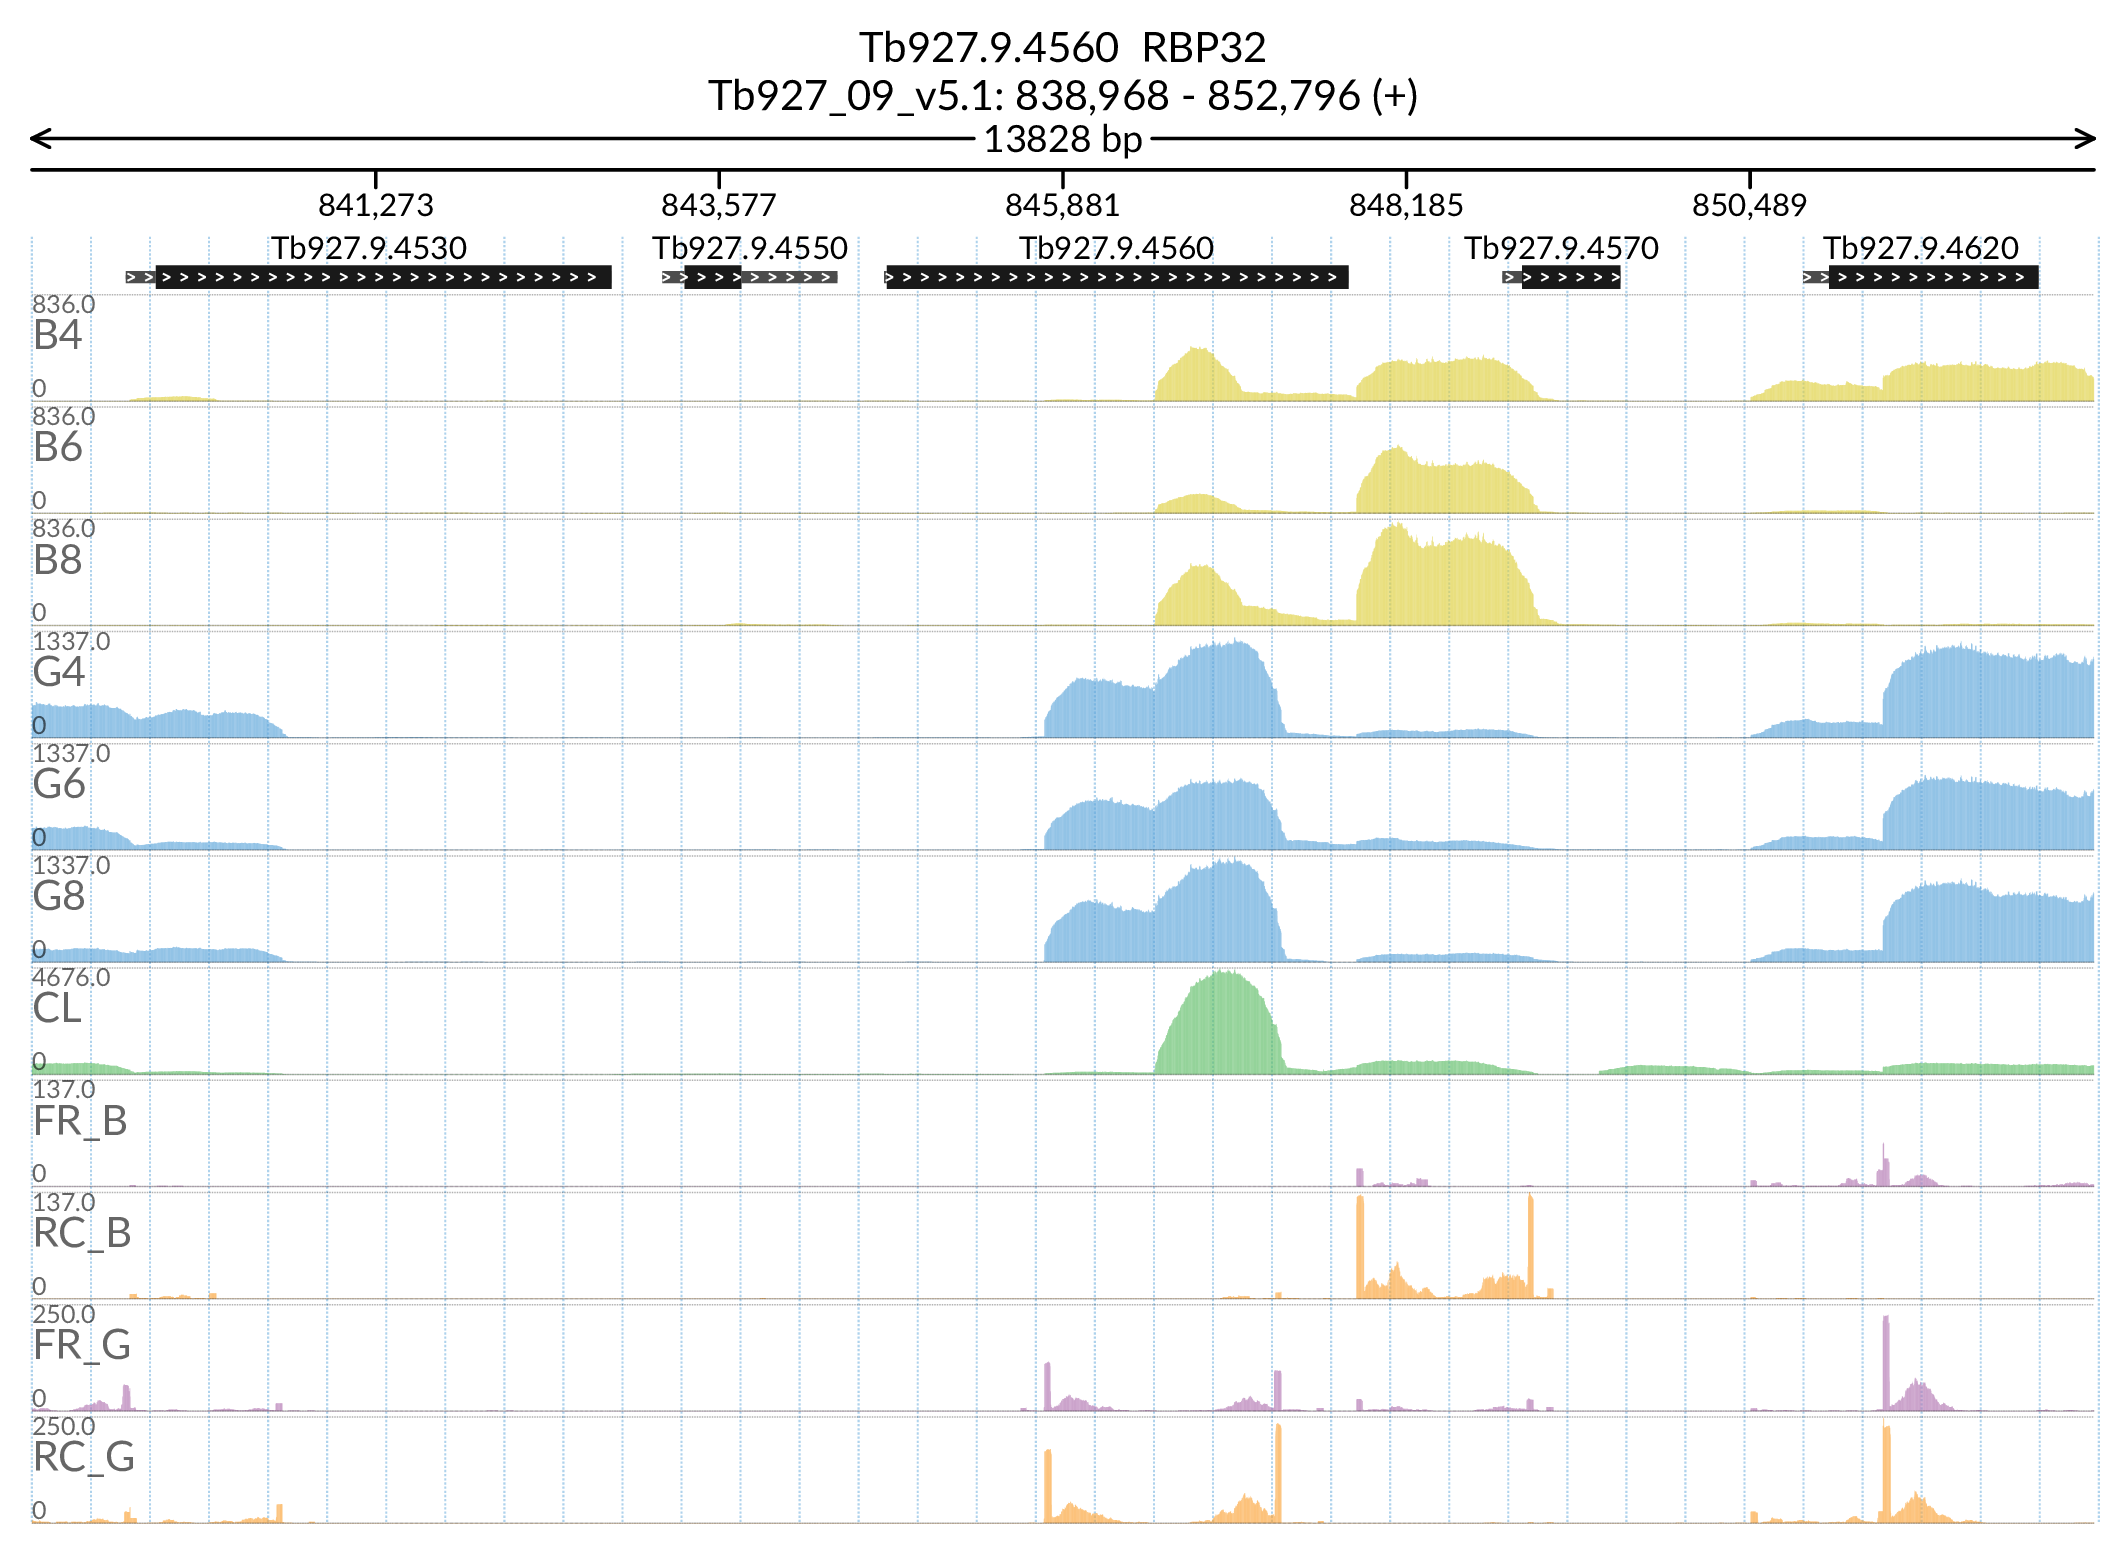 Tb927.9.4560 RBP32
Tb927_09_v5.1: 838,968 - 852,796 (+)
13828 bp
841,273 843,577 845,881 848,185 850,489
Tb927.9.4530 Tb927.9.4550 Tb927.9.4560 Tb927.9.4570 Tb927.9.4620
836.0
B4
0
836.0
B6
0
836.0
B8
0
1337.0
G4
0
1337.0
G6
0
1337.0
G8
0
4676.0
CL
0
137.0
FR_B
0
137.0
RC_B
0
250.0
FR_G
0
250.0
RC_G
0